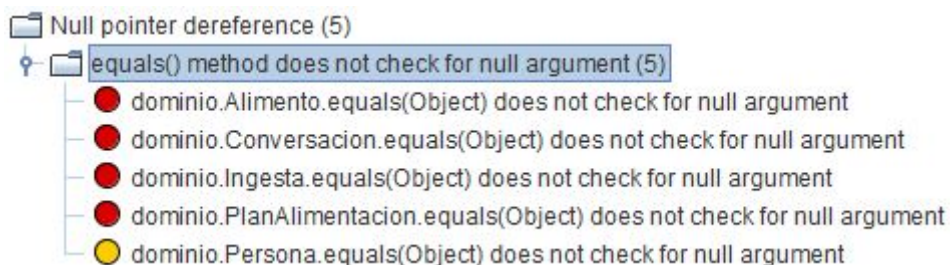 Null pointer dereference (5)
equals() method does not check for null argument (5)
dominio.Alimento.equals(Object) does not check for null argument
dominio.Conversacion.equals(Object) does not check for null argument
dominio.Ingesta.equals(Object) does not check for null argument
dominio.PlanAlimentacion.equals(Object) does not check for null argument
dominio.Persona.equals(Object) does not check for null argument